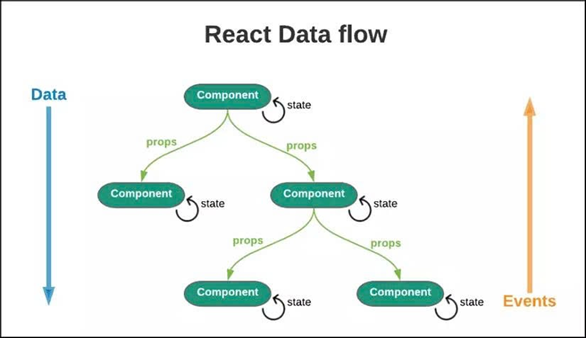 React Data flow
Data
Component
state
props
props
Component
state
Component
state
props
props
Component
state
Component
state
Events